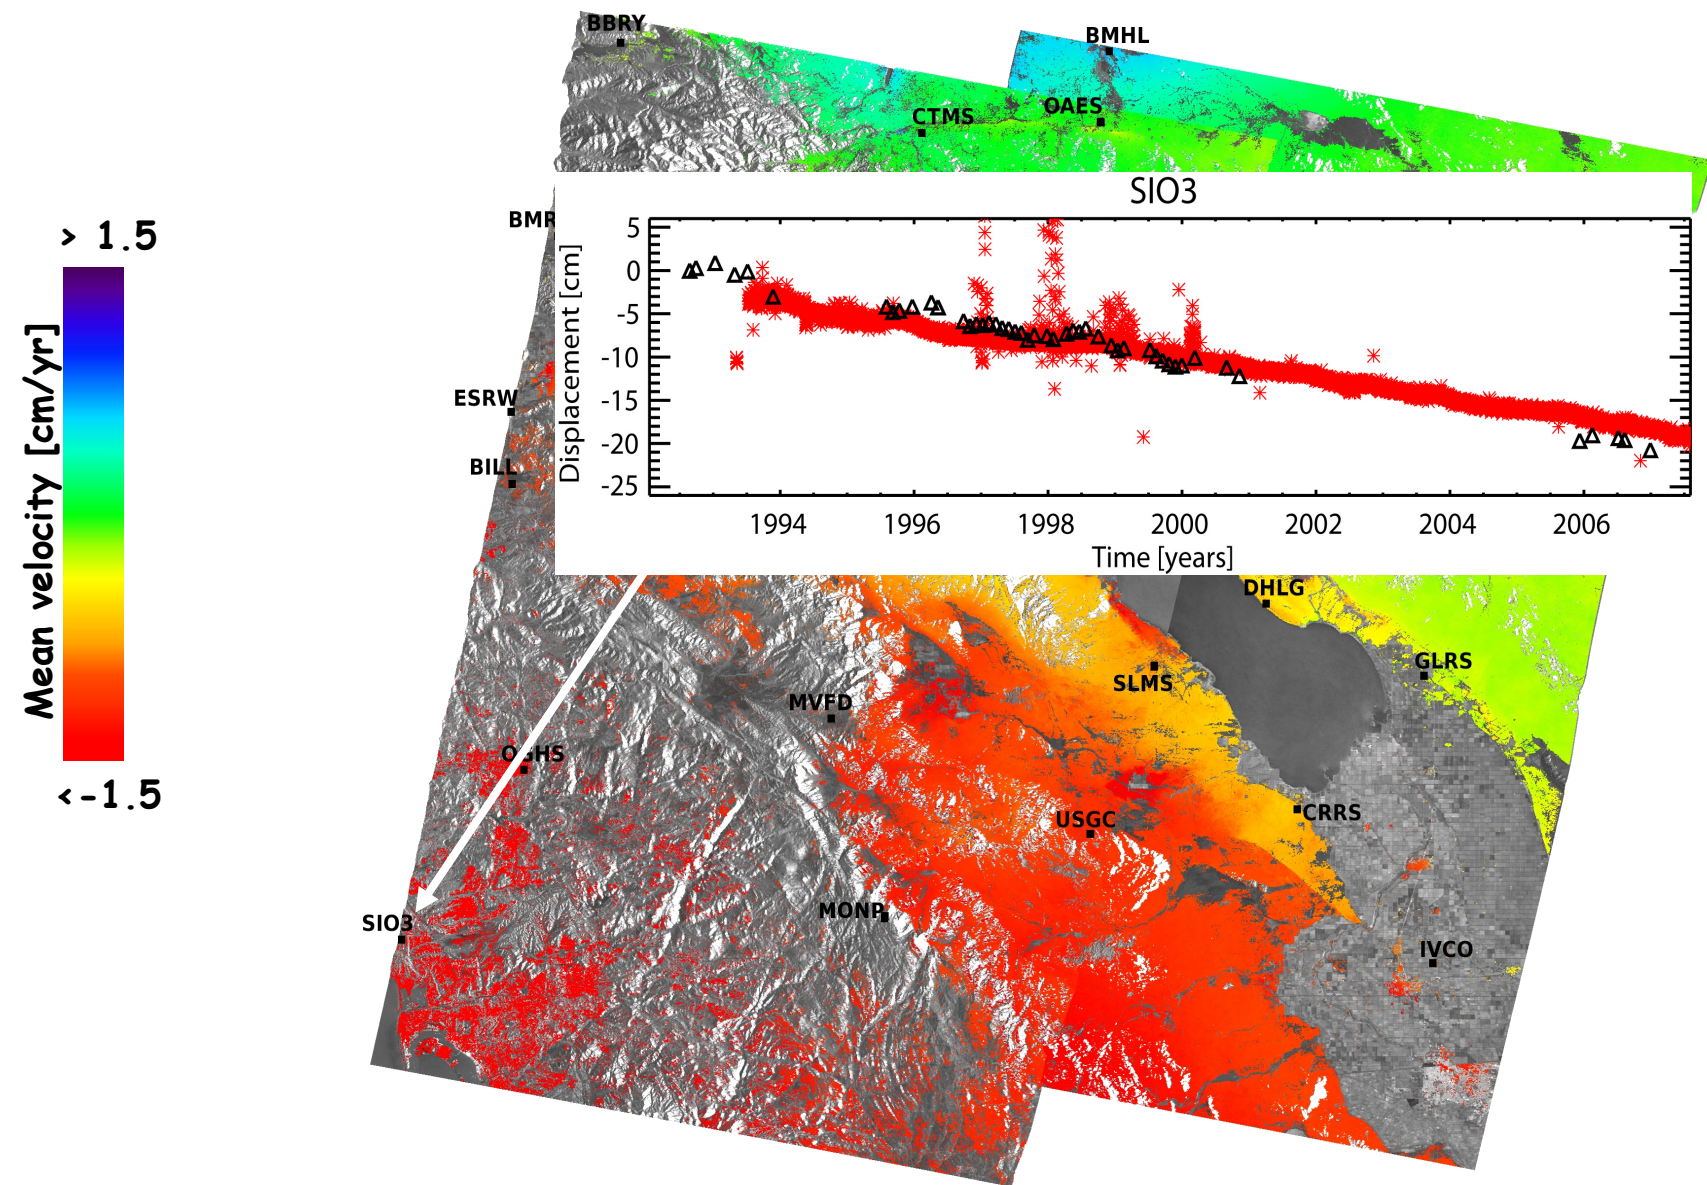 BBRY
BMHL
CTMS
OAES
SIO3
BMR
> 1.5
Mean velocity [cm/yr]
<-1.5
Displacement [cm]
5
0
-5
-10
-15
-20
-25
1994 1996 1998 2000 2002 2004 2006
Time [years]
ESRW
BILL
DHLG
GLRS
SLMS
MVFD
OGHS
USGC
CRRS
MONP
SIO3
IVCO